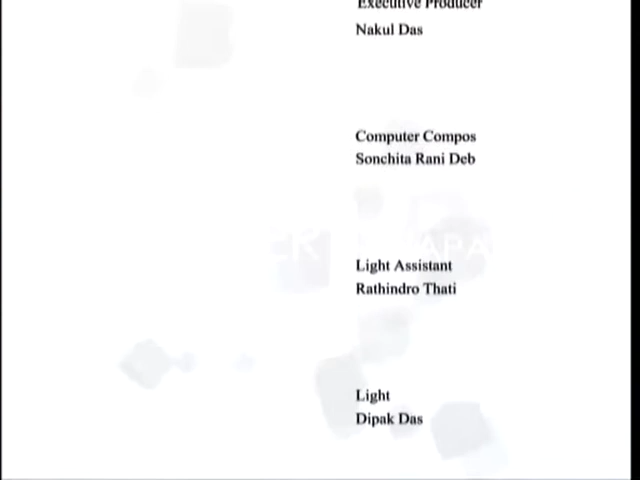 Executive Producer
Nakul Das
Computer Compos
Sonchita Rani Deb
Light Assistant
Rathindro Thati
Light
Dipak Das